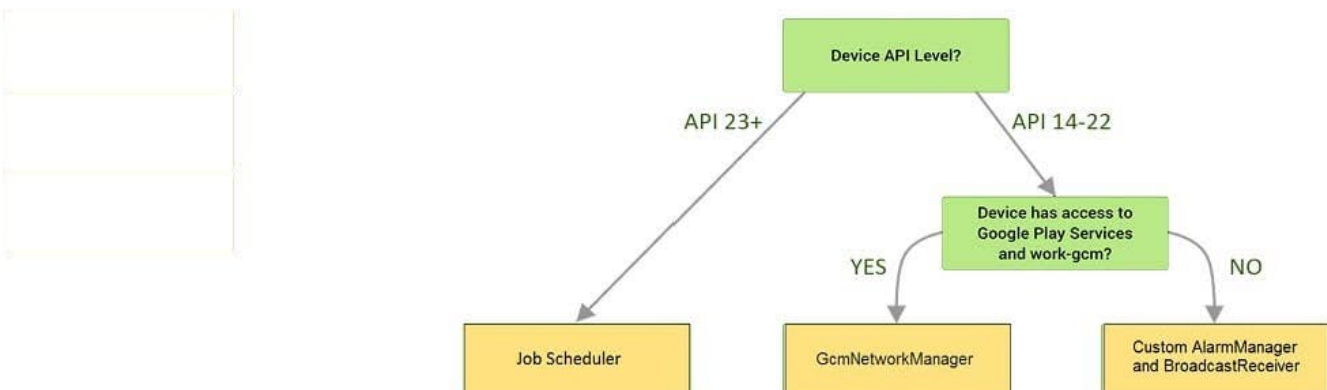 Device API Level?
API 23+
API 14-22
Device has access to
Google Play Services
and work-gcm?
YES
NO
Job Scheduler
GcmNetworkManager
Custom AlarmManager
and BroadcastReceiver